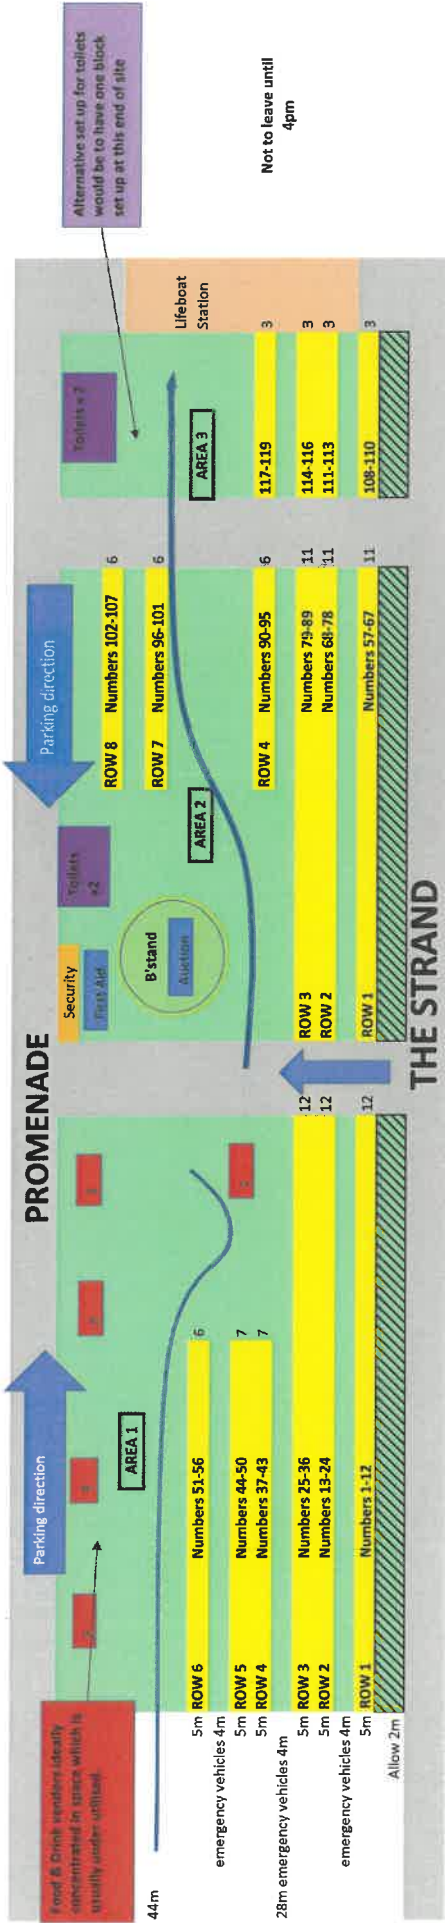 Food & Drink venders ideally
concentrated in space which is
usually under utilised.
Parking direction
PROMENADE
Parking direction
Alternative set up for toilets
would be to have one block
set up at this end of site
Security
First Aid
Toilets
x2
Toilets x 2
ROW 8 Numbers 102-107 6
44m
AREA 1
B'stand
Auction
ROW 7 Numbers 96-101 6
5m ROW 6 Numbers 51-56 6
AREA 2
AREA 3
Lifeboat
Station
emergency vehicles 4m
5m ROW 5 Numbers 44-50 7
5m ROW 4 Numbers 37-43 7
ROW 4 Numbers 90-95 6
117-119 3
Not to leave until
4pm
28m emergency vehicles 4m
5m ROW 3 Numbers 25-36 12
ROW 3 Numbers 79-89 11
114-116 3
5m ROW 2 Numbers 13-24 12
ROW 2 Numbers 68-78 11
111-113 3
emergency vehicles 4m
5m ROW 1 Numbers 1-12 12
ROW 1 Numbers 57-67 11
108-110 3
Allow 2m
THE STRAND